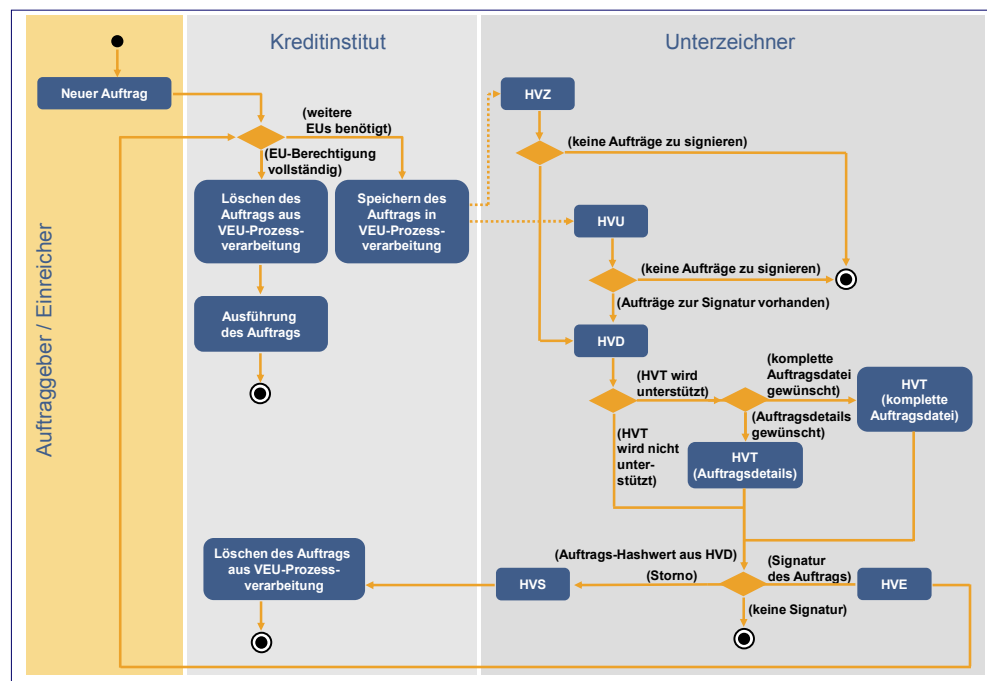 Auftraggeber / Einreicher
Kreditinstitut
Unterzeichner
Neuer Auftrag
(weitere
EUs benötigt)
(EU-Berechtigung
vollständig)
Löschen des
Auftrags aus
VEU-Prozess-
verarbeitung
Speichern des
Auftrags in
VEU-Prozess-
verarbeitung
Ausführung
des Auftrags
HVZ
(keine Aufträge zu signieren)
HVU
(keine Aufträge zu signieren)
(Aufträge zur Signatur vorhanden)
HVD
(HVT wird
unterstützt)
(komplette
Auftragsdatei
gewünscht)
HVT
(komplette
Auftragsdatei)
(Auftragsdetails
gewünscht)
(HVT
wird nicht
unter-
stützt)
HVT
(Auftragsdetails)
Löschen des Auftrags
aus VEU-Prozess-
verarbeitung
(Auftrags-Hashwert aus HVD)
(Storno)
HVS
(Signatur
des Auftrags)
HVE
(keine Signatur)